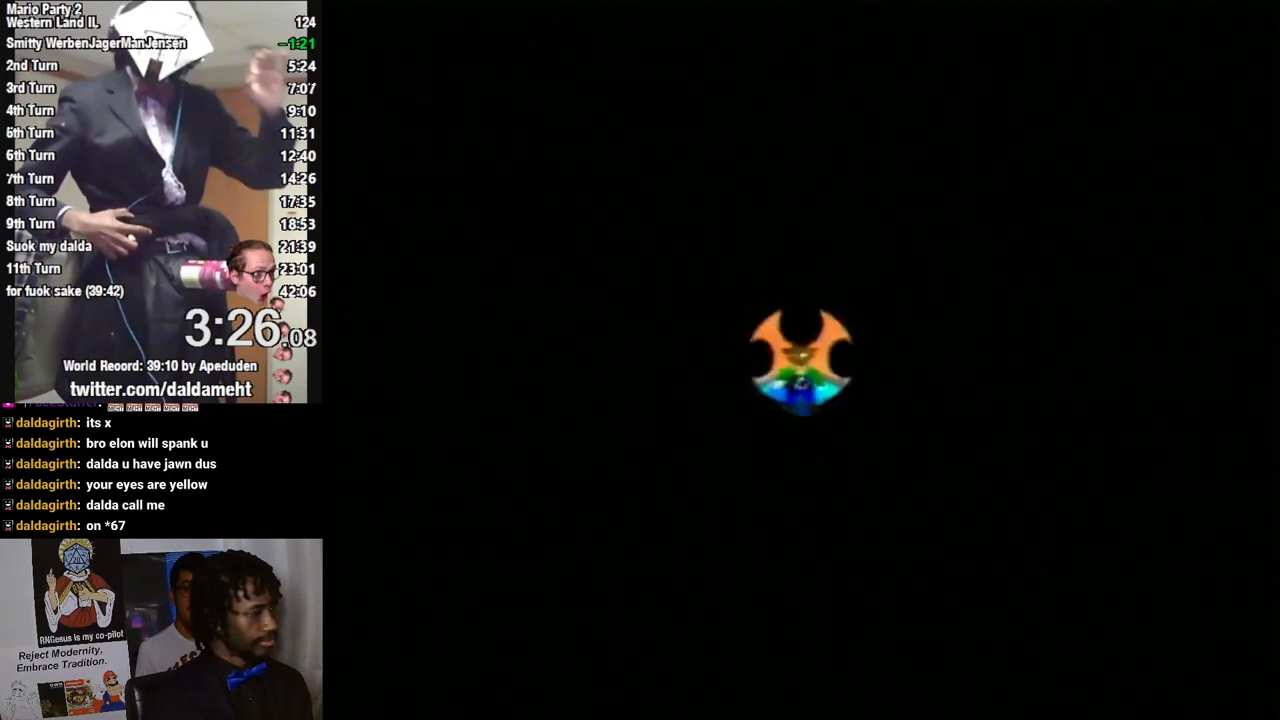 Mario Party 2
Western Land IL 124
Smitty WerbenJagerManJensen −1:21
2nd Turn 5:24
3rd Turn 7:07
4th Turn 9:10
5th Turn 11:31
6th Turn 12:40
7th Turn 14:26
8th Turn 17:35
9th Turn 18:53
Suck my dalda 21:39
11th Turn 23:01
for fuck sake (39:42) 42:06
3:26.08
World Record: 39:10 by Apeduden
twitter.com/daldameht
daldagirth: its x
daldagirth: bro elon will spank u
daldagirth: dalda u have jawn dus
daldagirth: your eyes are yellow
daldagirth: dalda call me
daldagirth: on *67
RNGesus is my co-pilot
Reject Modernity,
Embrace Tradition.